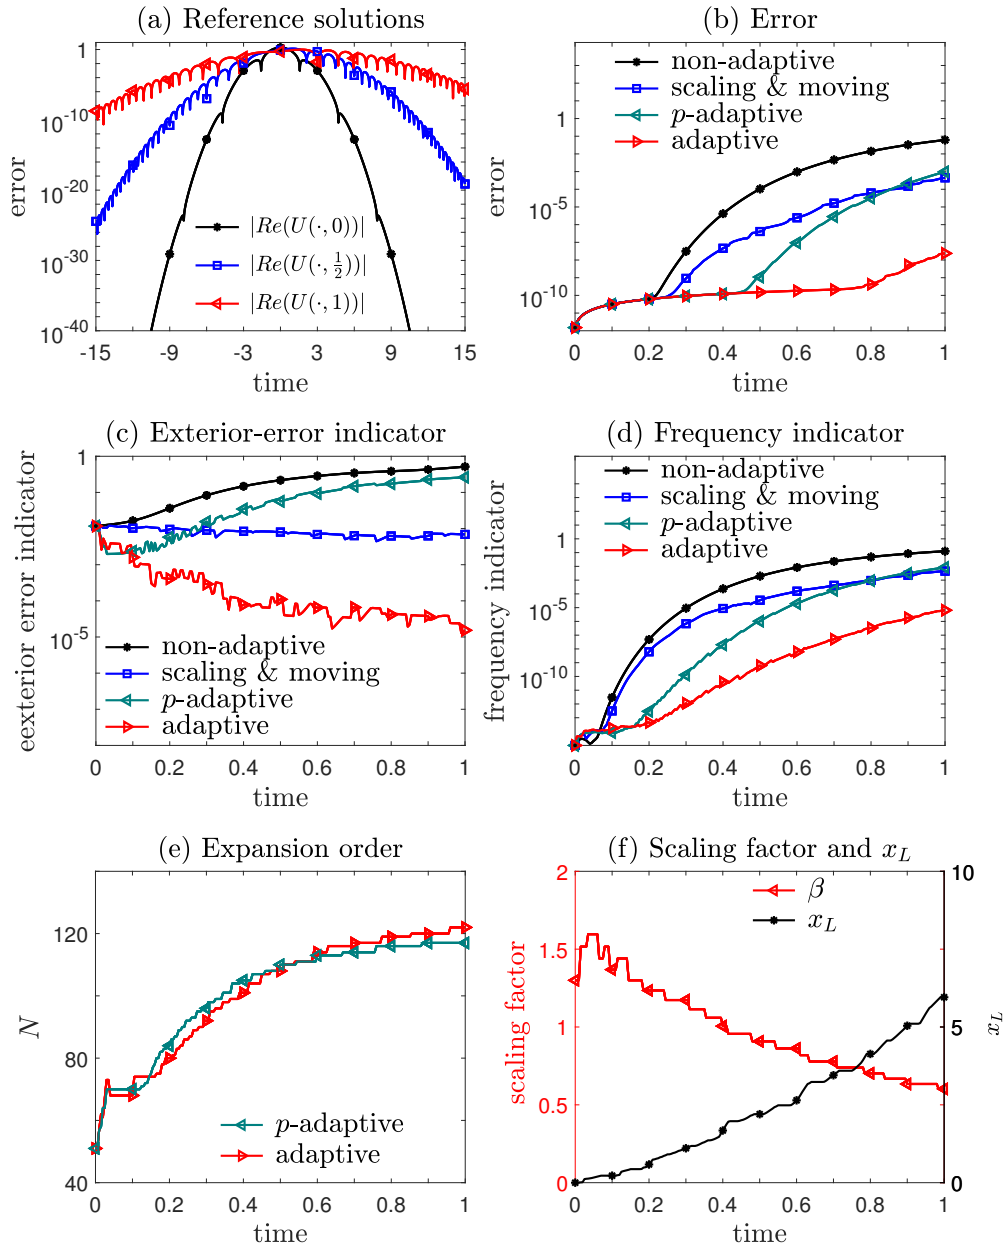 (a) Reference solutions
error
1
10^-10
10^-20
10^-30
10^-40
|Re(U(·,0))|
|Re(U(·,1/2))|
|Re(U(·,1))|
-15 -9 -3 3 9 15
time
(b) Error
error
non-adaptive
scaling & moving
p-adaptive
adaptive
1
10^-5
10^-10
0 0.2 0.4 0.6 0.8 1
time
(c) Exterior-error indicator
eexterior error indicator
1
10^-5
non-adaptive
scaling & moving
p-adaptive
adaptive
0 0.2 0.4 0.6 0.8 1
time
(d) Frequency indicator
frequency indicator
non-adaptive
scaling & moving
p-adaptive
adaptive
1
10^-5
10^-10
0 0.2 0.4 0.6 0.8 1
time
(e) Expansion order
N
120
80
40
p-adaptive
adaptive
0 0.2 0.4 0.6 0.8 1
time
(f) Scaling factor and x_L
scaling factor
2
1.5
1
0.5
0
β
x_L
10
5
0
x_L
0 0.2 0.4 0.6 0.8 1
time